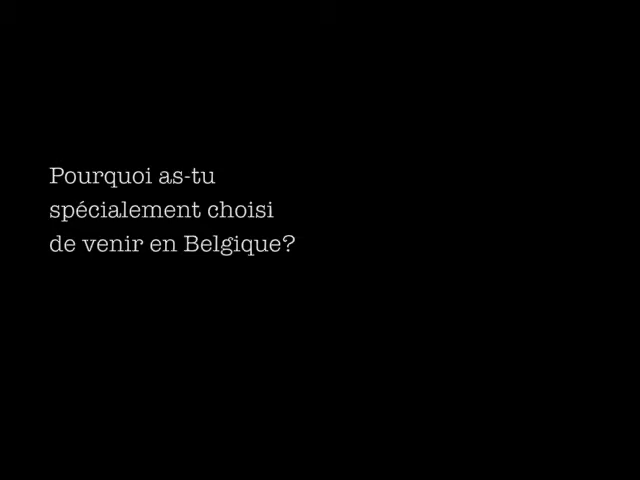 Pourquoi as-tu
spécialement choisi
de venir en Belgique?